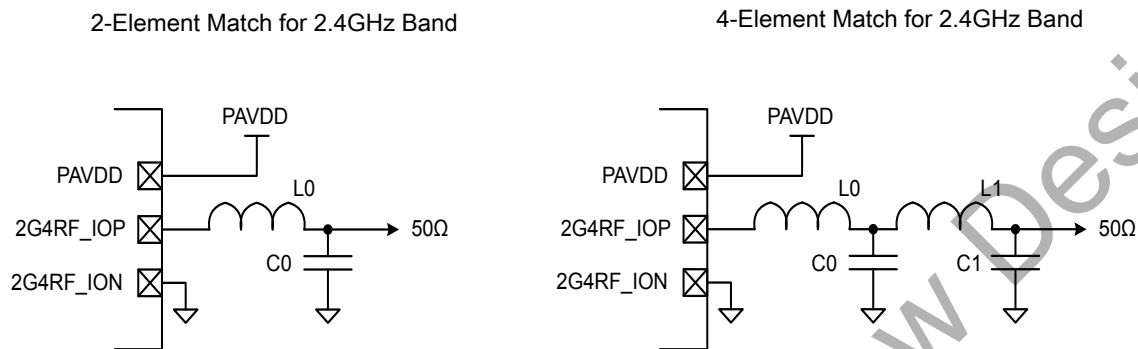 2-Element Match for 2.4GHz Band
4-Element Match for 2.4GHz Band
PAVDD
PAVDD
L0
2G4RF_IOP
50Ω
C0
2G4RF_ION
PAVDD
PAVDD
L0
L1
2G4RF_IOP
50Ω
C0
C1
2G4RF_ION
w Desi